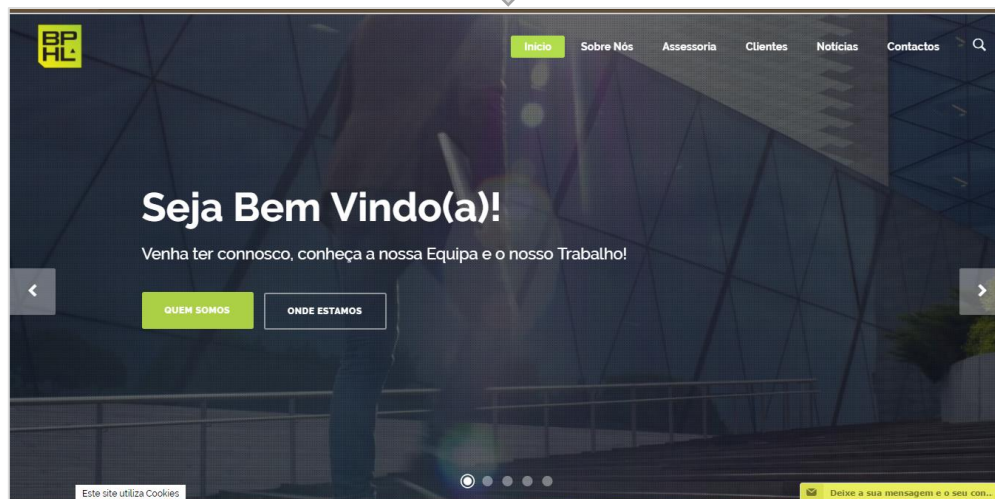 BP
HL
Início
Sobre Nós
Assessoria
Clientes
Notícias
Contactos
Seja Bem Vindo(a)!
Venha ter connosco, conheça a nossa Equipa e o nosso Trabalho!
QUEM SOMOS
ONDE ESTAMOS
Este site utiliza Cookies
Deixe a sua mensagem e o seu con...